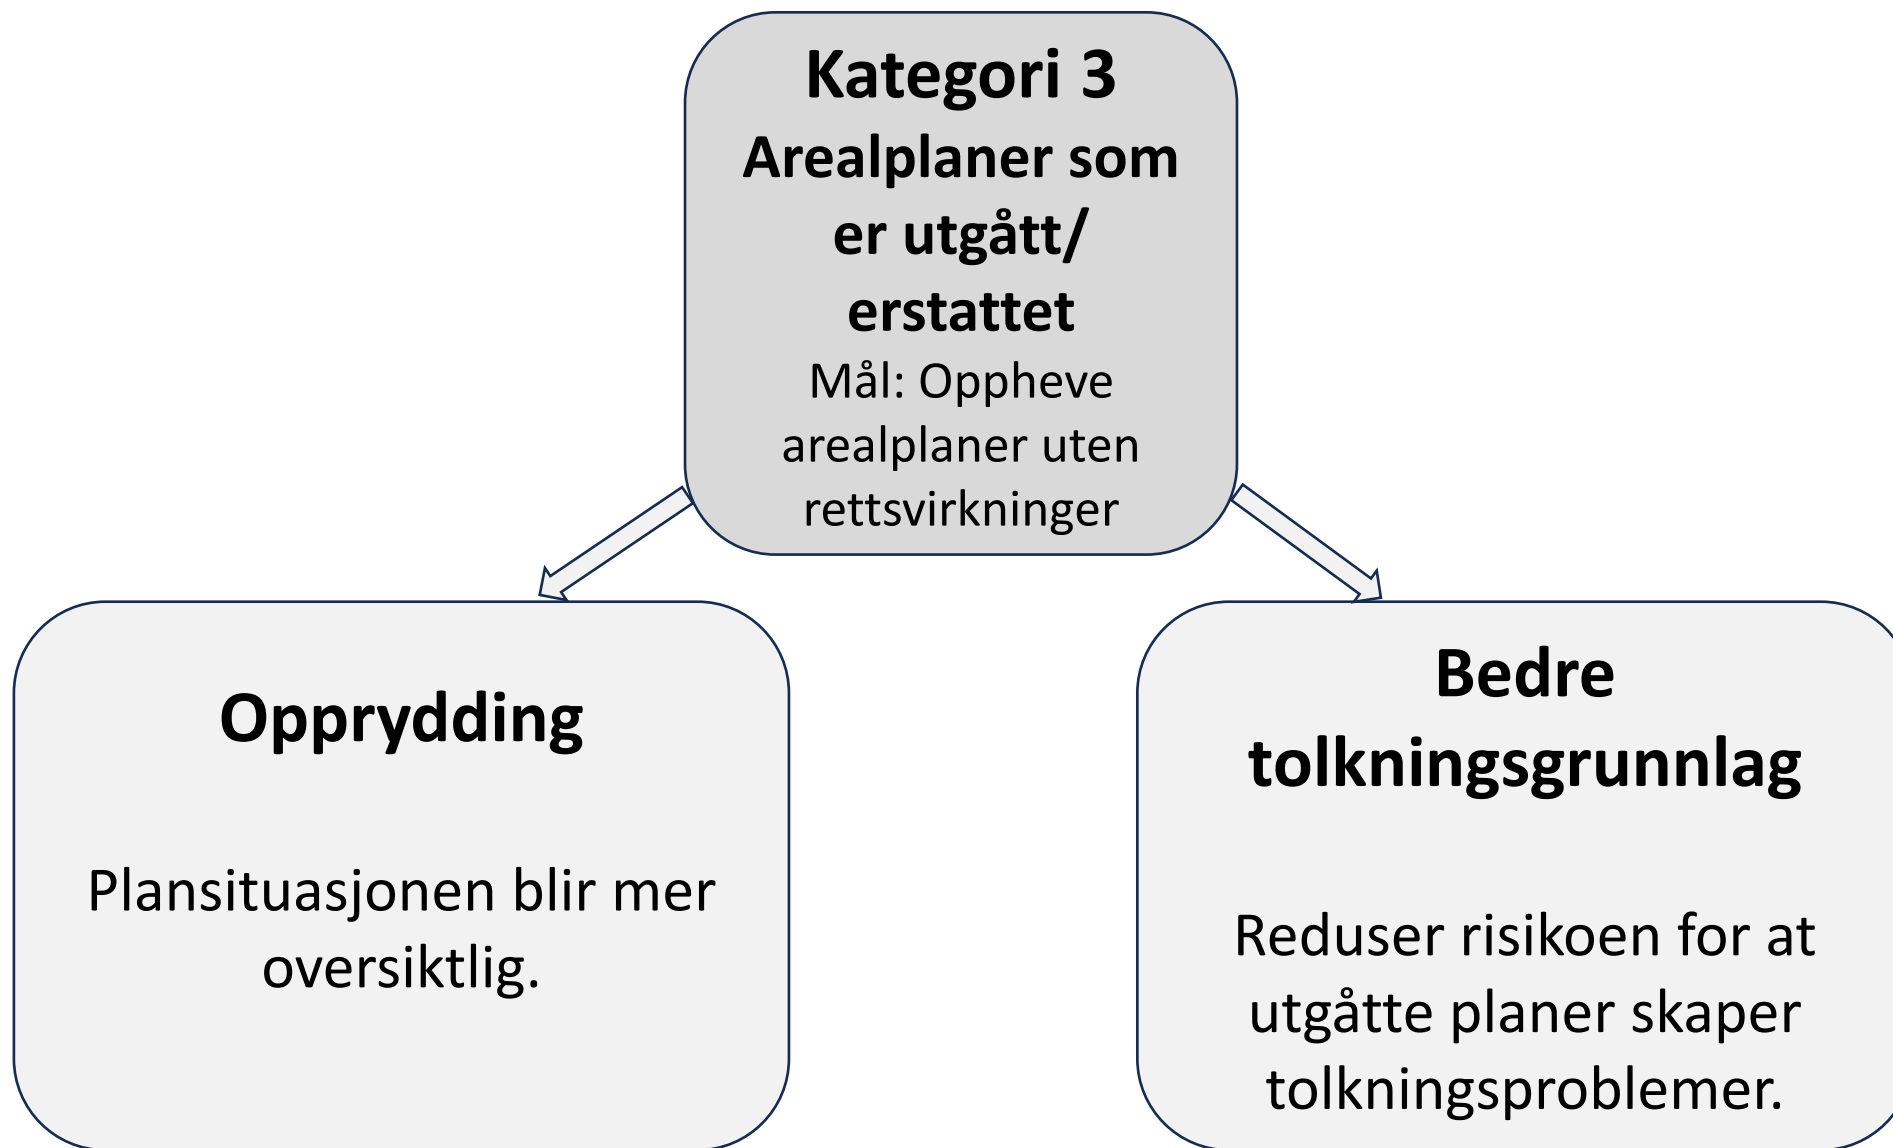 Kategori 3
Arealplaner som
er utgått/
erstattet
Mål: Oppheve
arealplaner uten
rettsvirkninger
Opprydding
Plansituasjonen blir mer
oversiktlig.
Bedre
tolkningsgrunnlag
Reduser risikoen for at
utgåtte planer skaper
tolkningsproblemer.